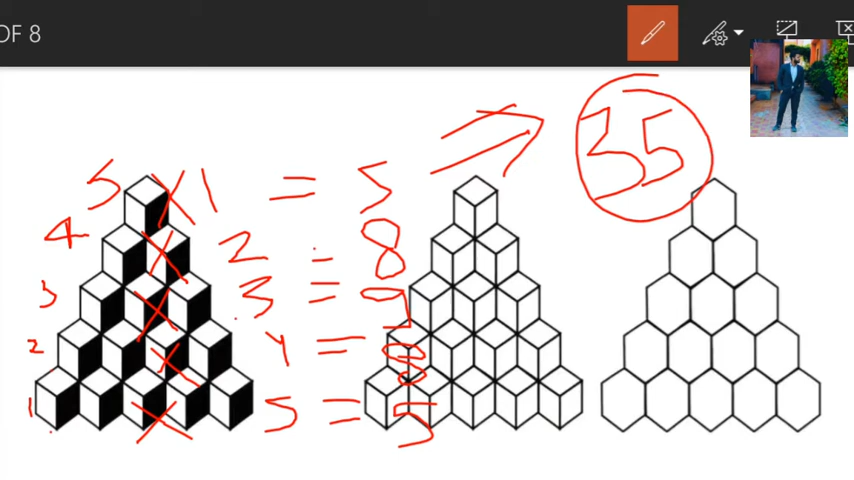 OF 8
35
5 X 1 = 5
4 X 2 = 8
3 X 3 = 9
2 X 4 = 8
1 X 5 = 5